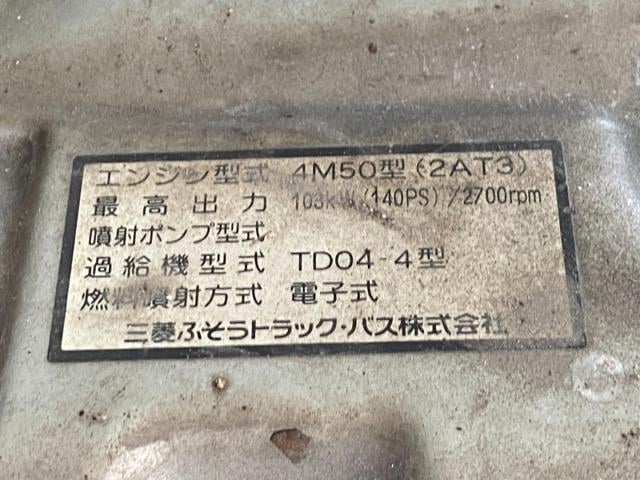 エンジン型式 4M50型(2AT3)
最高出力 103kW(140PS)/2700rpm
噴射ポンプ型式
過給機型式 TD04-4型
燃料噴射方式 電子式
三菱ふそうトラック・バス株式会社